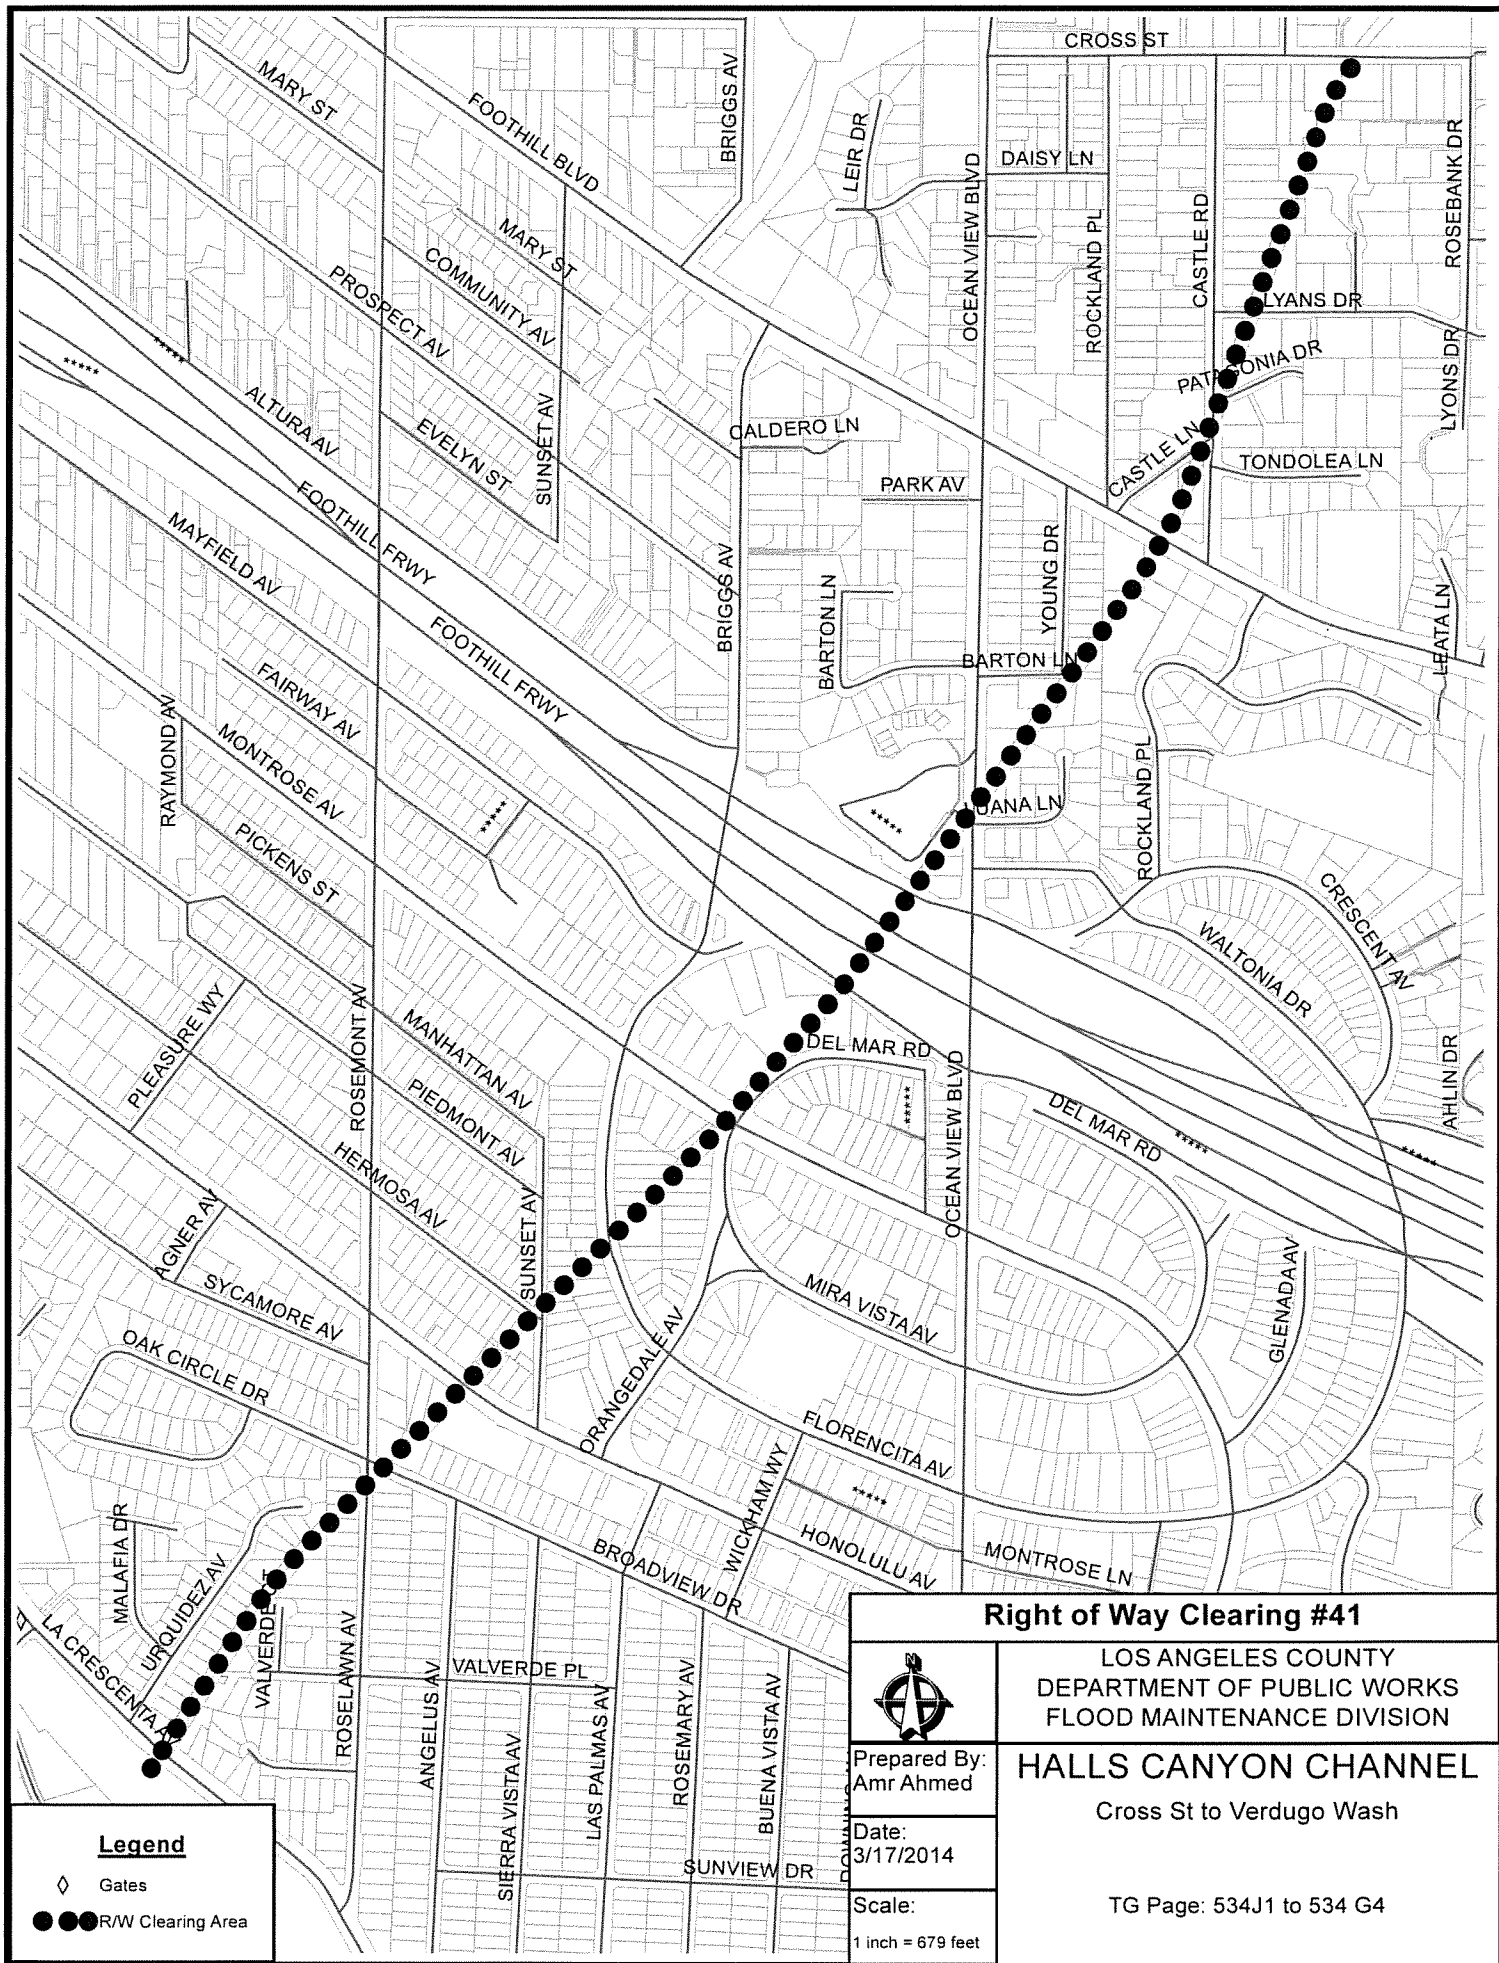 CROSS ST
MARY ST
FOOTHILL BLVD
BRIGGS AV
LEIR DR
DAISY LN
OCEAN VIEW BLVD
ROCKLAND PL
CASTLE RD
ROSEBANK DR
MARY ST
COMMUNITY AV
PROSPECT AV
LYANS DR
PATAGONIA DR
LYONS DR
*****
*****
ALTURA AV
EVELYN ST
SUNSET AV
CALDERO LN
CASTLE LN
TONDOLEA LN
PARK AV
FOOTHILL FRWY
MAYFIELD AV
YOUNG DR
BRIGGS AV
BARTON LN
BARTON LN
LEATA LN
FOOTHILL FRWY
FAIRWAY AV
RAYMOND AV
MONTROSE AV
*****
*****
UANA LN
ROCKLAND PL
PICKENS ST
CRESCENT AV
WALTONIA DR
PLEASURE WY
ROSEMONT AV
MANHATTAN AV
PIEDMONT AV
DEL MAR RD
*****
OCEAN VIEW BLVD
DEL MAR RD
*****
*****
AHLIN DR
HERMOSA AV
AGNER AV
SUNSET AV
SYCAMORE AV
OAK CIRCLE DR
MIRA VISTA AV
GLENADA AV
ORANGEDALE AV
FLORENCITA AV
WICKHAM WY
*****
HONOLULU AV
MONTROSE LN
BROADVIEW DR
MALAFIA DR
URQUIDEZ AV
LA CRESCENTA A
ROSELAWN AV
VALVERDE PL
ANGELUS AV
SIERRA VISTA AV
LAS PALMAS AV
ROSEMARY AV
BUENA VISTA AV
SUNVIEW DR
Right of Way Clearing #41
N
LOS ANGELES COUNTY
DEPARTMENT OF PUBLIC WORKS
FLOOD MAINTENANCE DIVISION
Prepared By:
Amr Ahmed
HALLS CANYON CHANNEL
Cross St to Verdugo Wash
Date:
3/17/2014
Scale:
1 inch = 679 feet
TG Page: 534J1 to 534 G4
Legend
Gates
R/W Clearing Area